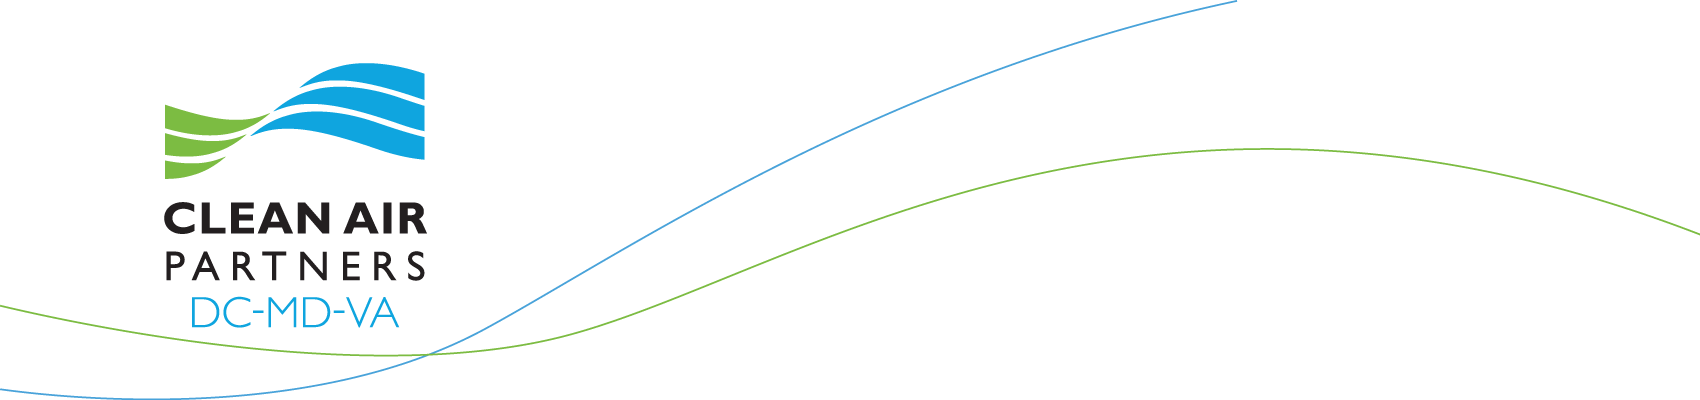 CLEAN AIR
PARTNERS
DC-MD-VA